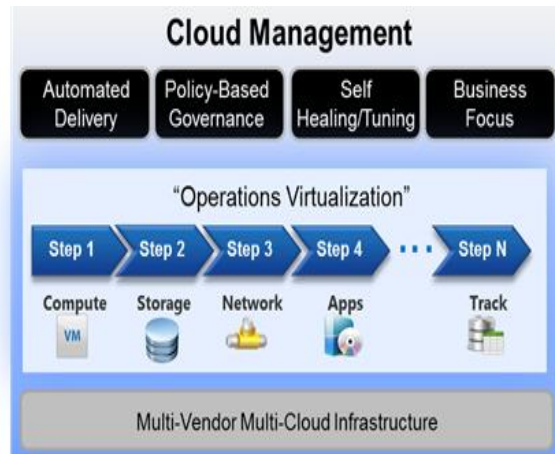 Cloud Management
Automated
Delivery
Policy-Based
Governance
Self
Healing/Tuning
Business
Focus
“Operations Virtualization”
Step 1
Step 2
Step 3
Step 4
...
Step N
Compute
Storage
Network
Apps
Track
VM
Multi-Vendor Multi-Cloud Infrastructure